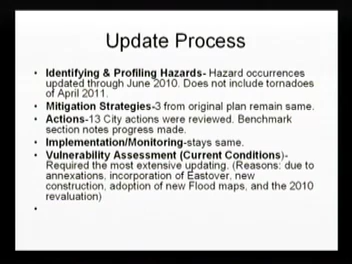 Update Process
• Identifying & Profiling Hazards- Hazard occurrences
updated through June 2010. Does not include tornadoes
of April 2011.
• Mitigation Strategies-3 from original plan remain same.
• Actions-13 City actions were reviewed. Benchmark
section notes progress made.
• Implementation/Monitoring-stays same.
• Vulnerability Assessment (Current Conditions)-
Required the most extensive updating. (Reasons: due to
annexations, incorporation of Eastover, new
construction, adoption of new Flood maps, and the 2010
revaluation)
•